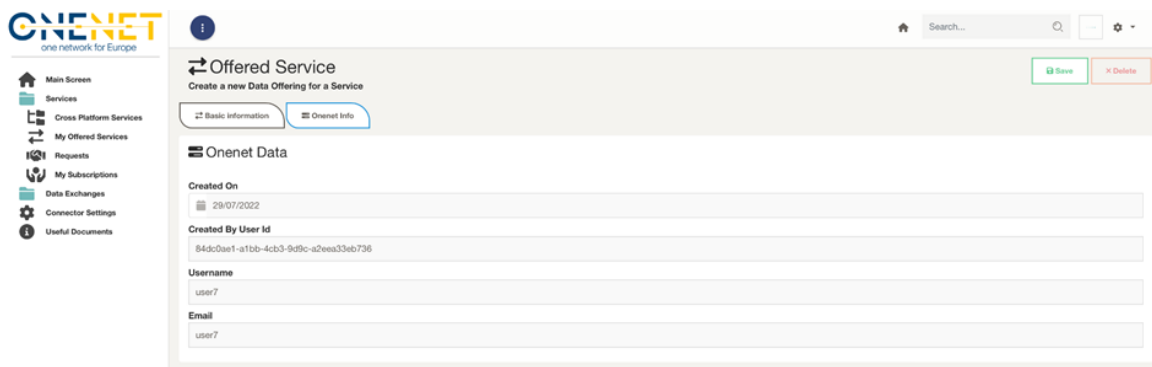 ONENET
one network for Europe
Search...
Main Screen
Services
Cross Platform Services
My Offered Services
Requests
My Subscriptions
Data Exchanges
Connector Settings
Useful Documents
Offered Service
Create a new Data Offering for a Service
Save
Delete
Basic information
Onenet Info
Onenet Data
Created On
29/07/2022
Created By User Id
84dc0ae1-a1bb-4cb3-9d9c-a2eea33eb736
Username
user7
Email
user7